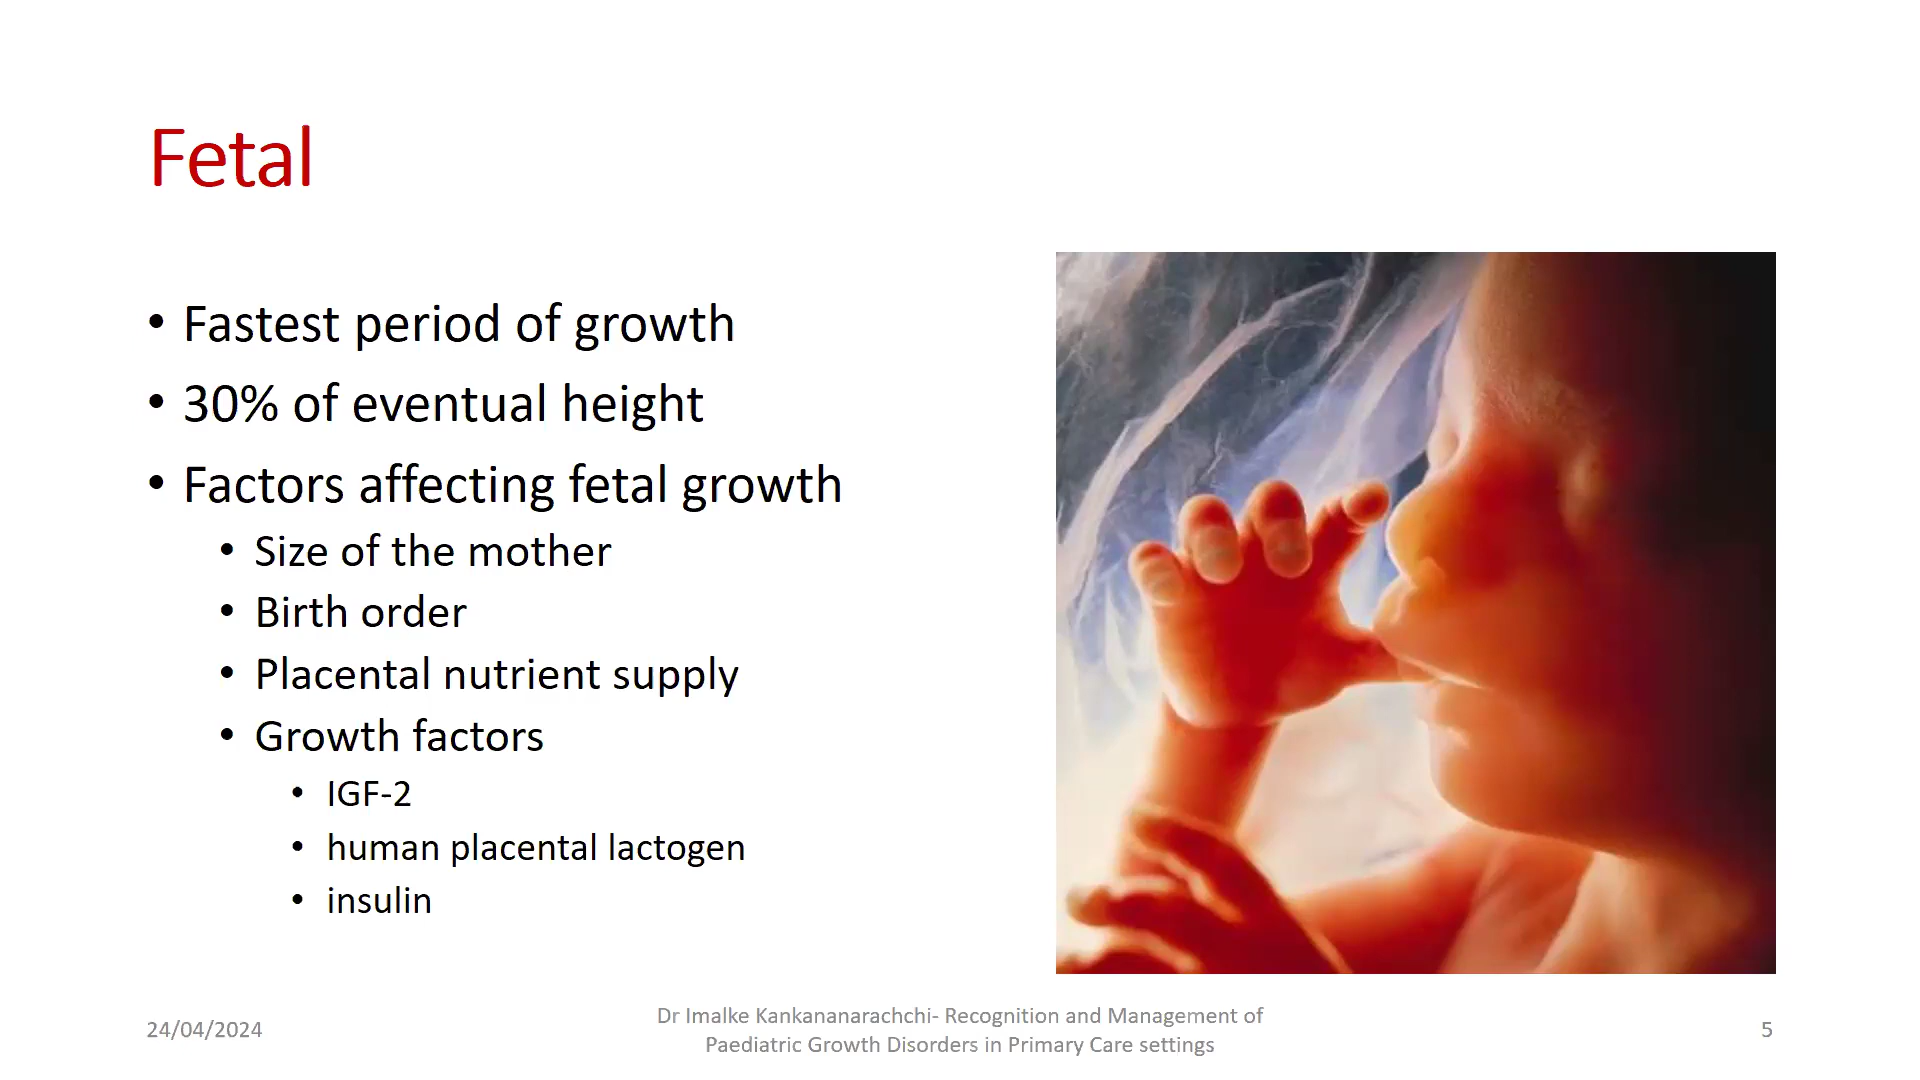 Fetal
• Fastest period of growth
• 30% of eventual height
• Factors affecting fetal growth
• Size of the mother
• Birth order
• Placental nutrient supply
• Growth factors
• IGF-2
• human placental lactogen
• insulin
24/04/2024
Dr Imalke Kankananarachchi- Recognition and Management of
Paediatric Growth Disorders in Primary Care settings
5